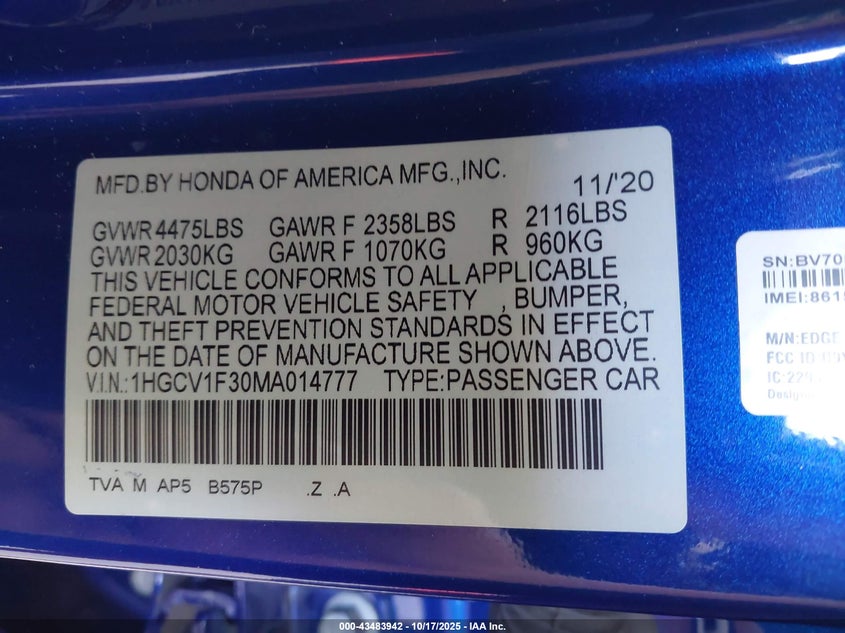 MFD.BY HONDA OF AMERICA MFG.,INC.
11/'20
GVWR 4475LBS GAWR F 2358LBS R 2116LBS
GVWR 2030KG GAWR F 1070KG R 960KG
THIS VEHICLE CONFORMS TO ALL APPLICABLE
FEDERAL MOTOR VEHICLE SAFETY , BUMPER,
AND THEFT PREVENTION STANDARDS IN EFFECT
ON THE DATE OF MANUFACTURE SHOWN ABOVE.
V.I.N.:1HGCV1F30MA014777 TYPE:PASSENGER CAR
TVA M AP5 B575P .Z .A
SN:BV70
IMEI:861
M/N:EDGE
FCC ID:
IC:22
Design
000-43483942 | 10/17/2025 | IAA Inc.